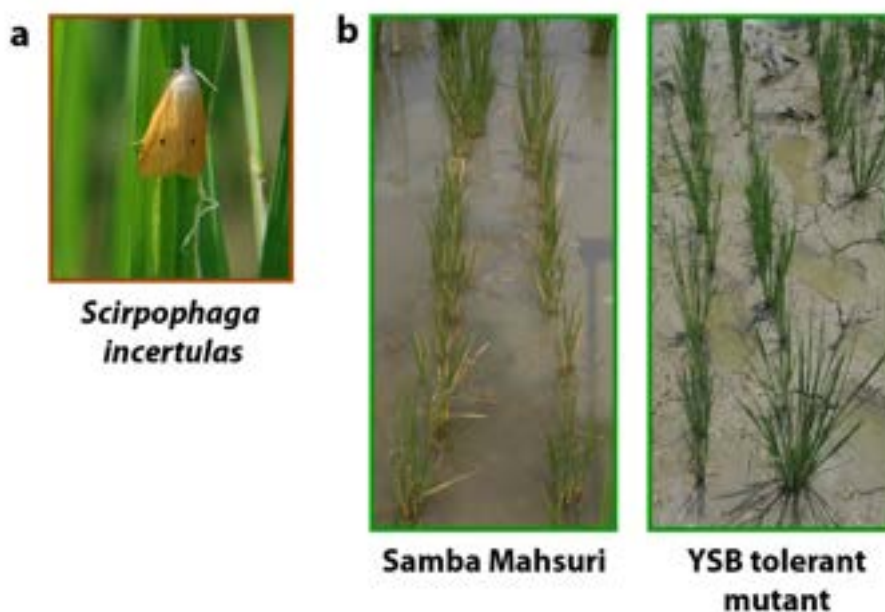 a
b
Scirpophaga
incertulas
Samba Mahsuri
YSB tolerant
mutant